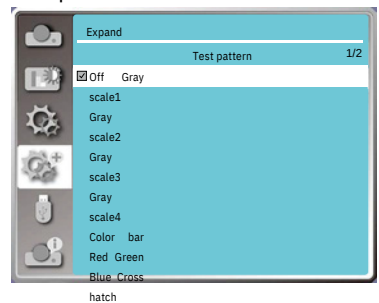 Expand
Test pattern 1/2
Off Gray
scale1
Gray
scale2
Gray
scale3
Gray
scale4
Color bar
Red Green
Blue Cross
hatch